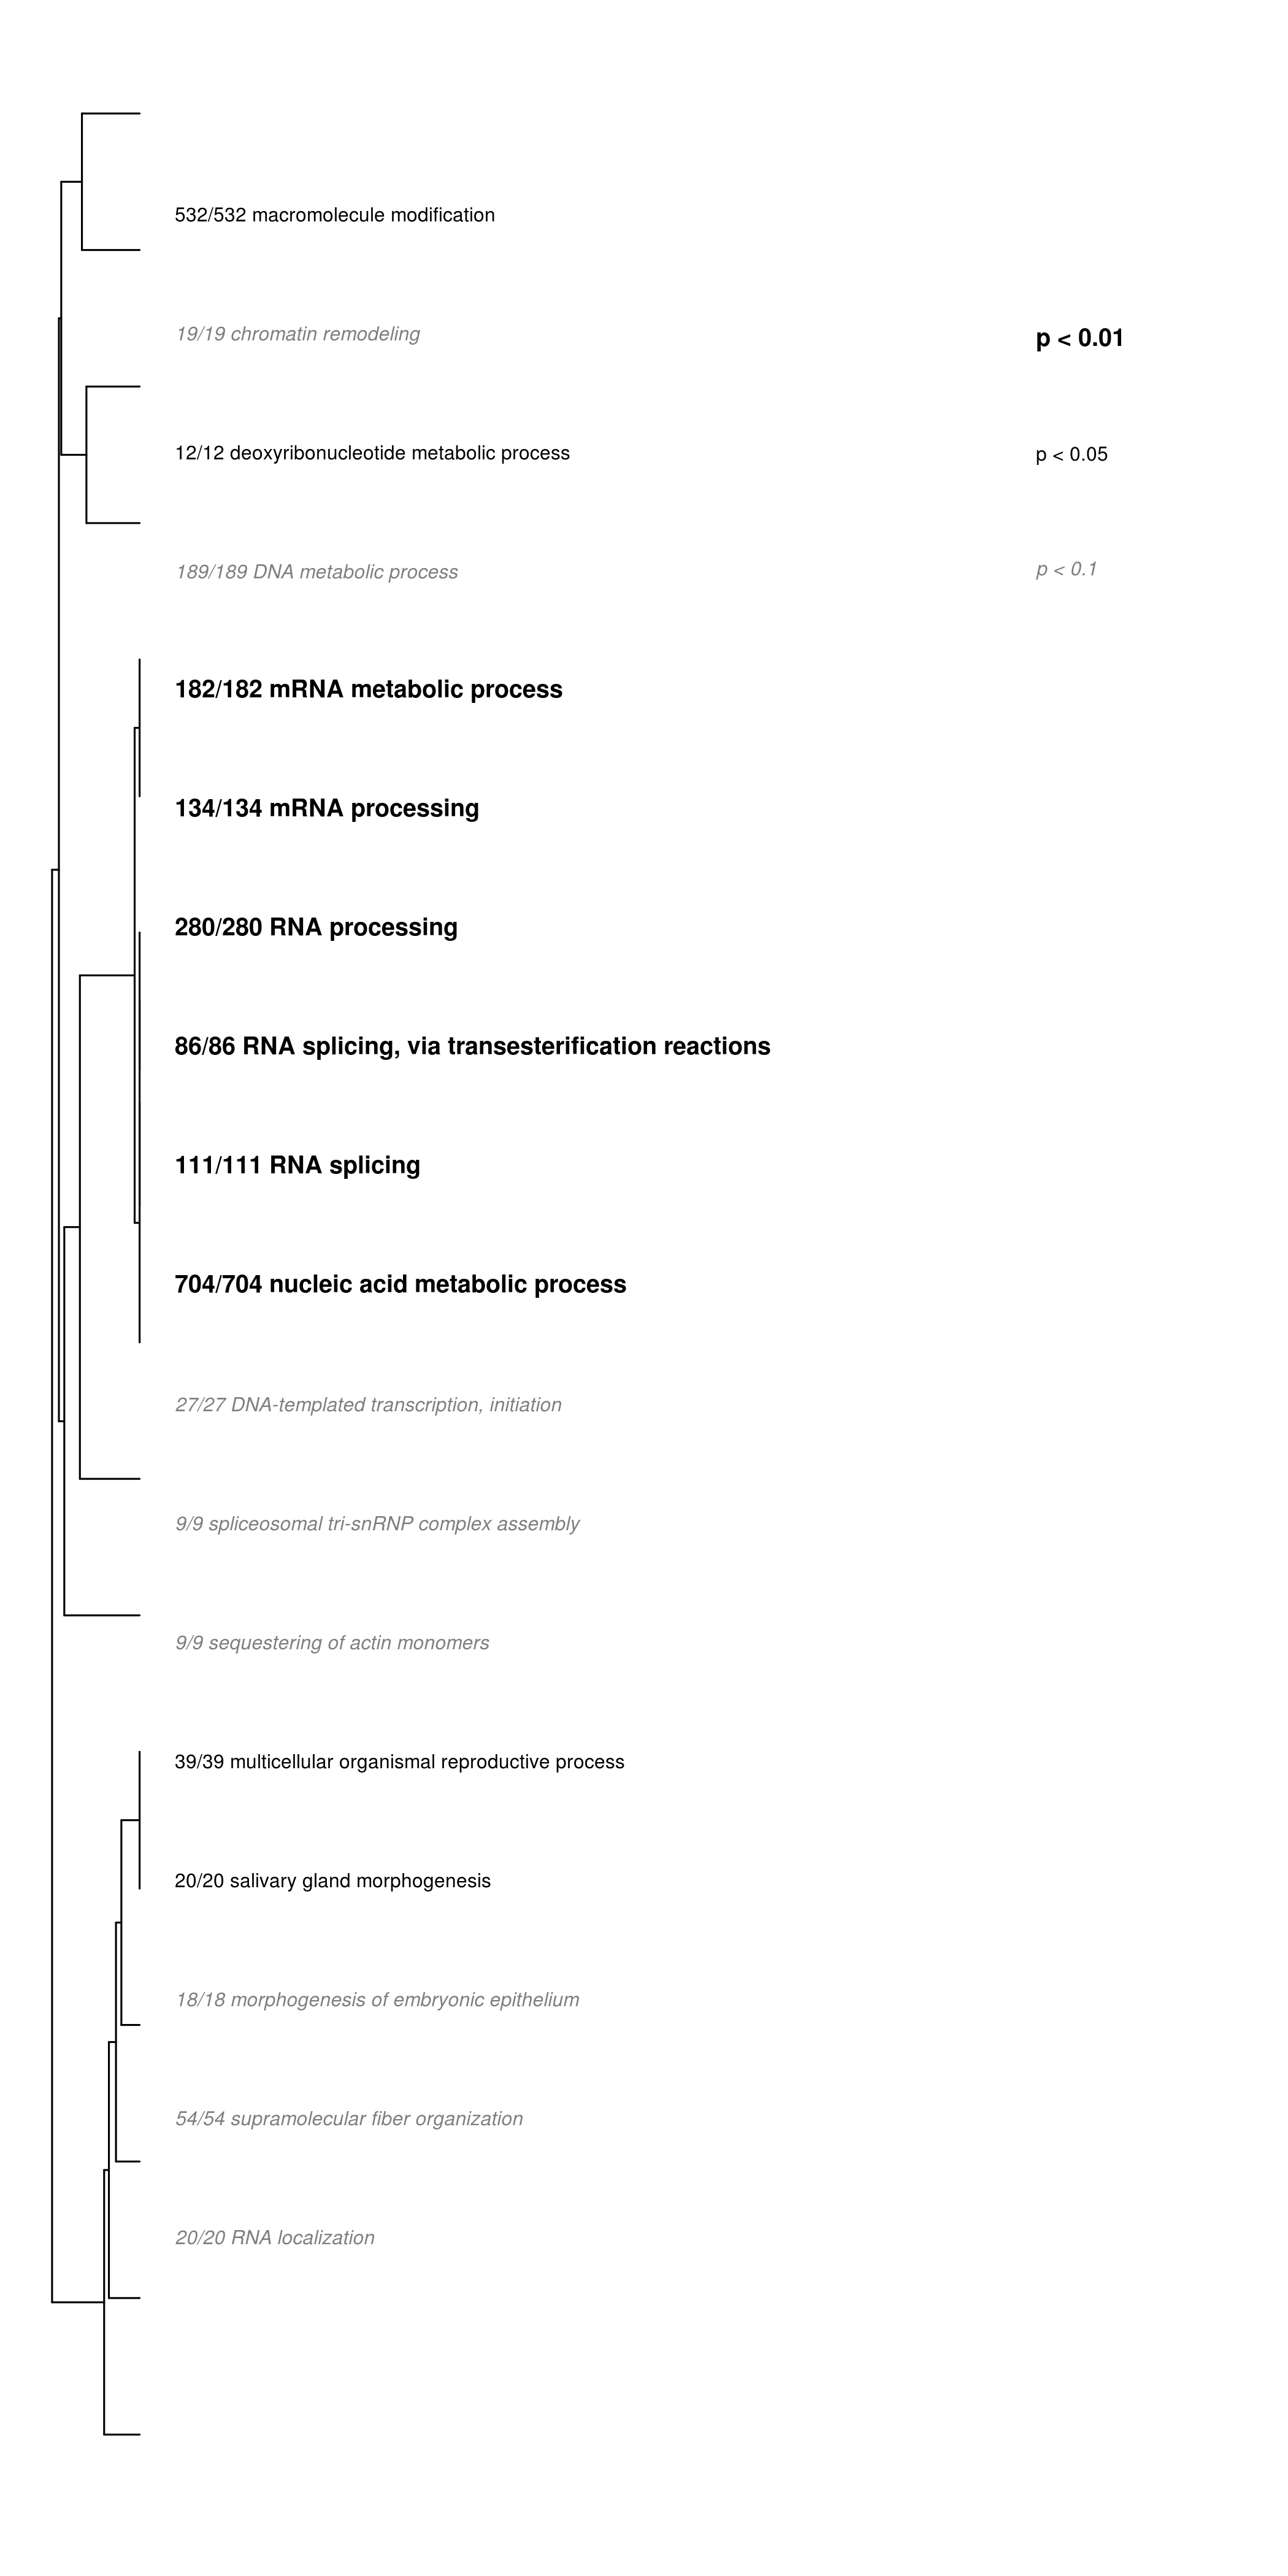 532/532 macromolecule modification
19/19 chromatin remodeling
p < 0.01
12/12 deoxyribonucleotide metabolic process
p < 0.05
189/189 DNA metabolic process
p < 0.1
182/182 mRNA metabolic process
134/134 mRNA processing
280/280 RNA processing
86/86 RNA splicing, via transesterification reactions
111/111 RNA splicing
704/704 nucleic acid metabolic process
27/27 DNA-templated transcription, initiation
9/9 spliceosomal tri-snRNP complex assembly
9/9 sequestering of actin monomers
39/39 multicellular organismal reproductive process
20/20 salivary gland morphogenesis
18/18 morphogenesis of embryonic epithelium
54/54 supramolecular fiber organization
20/20 RNA localization